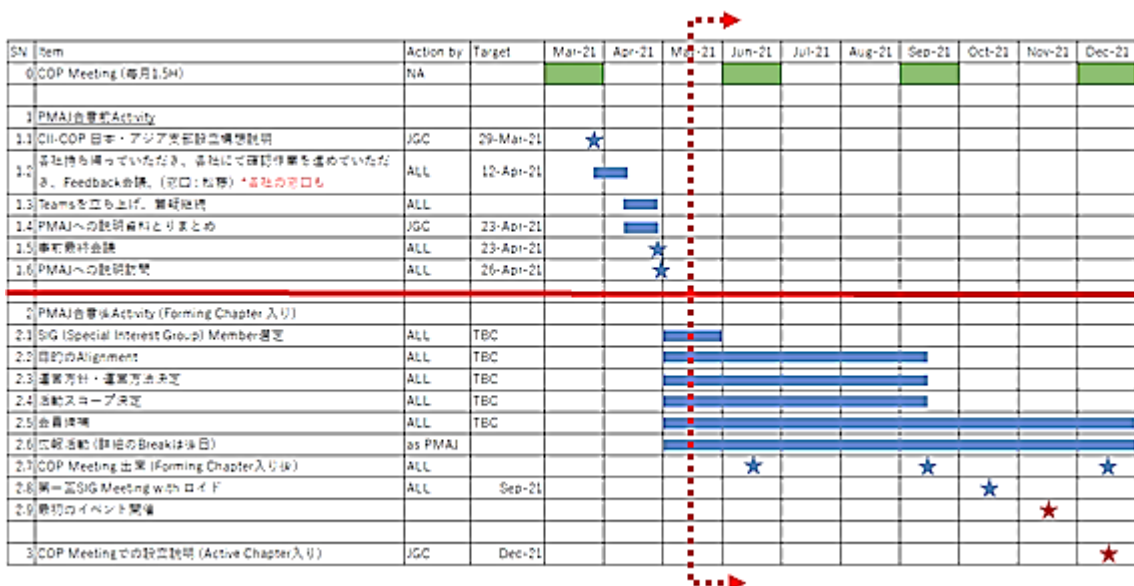 SN Item Action by Target Mar-21 Apr-21 May-21 Jun-21 Jul-21 Aug-21 Sep-21 Oct-21 Nov-21 Dec-21
0 COP Meeting (毎月1.5H) NA
1 PMAJ合意前Activity
1.1 CII-COP 日本・アジア支部設立構想説明 JGC 29-Mar-21
1.2 各社持ち帰っていただき、各社にて確認作業を進めていただ
き、Feedback会議、(窓口: ) *各社の窓口も ALL 12-Apr-21
1.3 Teamsを立ち上げ、質疑継続 ALL
1.4 PMAJへの説明資料とりまとめ JGC 23-Apr-21
1.5 事前最終会議 ALL 23-Apr-21
1.6 PMAJへの説明訪問 ALL 26-Apr-21
2 PMAJ合意後Activity (Forming Chapter 入り)
2.1 SIG (Special Interest Group) Member選定 ALL TBC
2.2 目的のAlignment ALL TBC
2.3 運営方針・運営方法決定 ALL TBC
2.4 活動スコープ決定 ALL TBC
2.5 会員候補 ALL TBC
2.6 広報活動 (詳細のBreakは後日) as PMAJ
2.7 COP Meeting 出席 (Forming Chapter入り後) ALL
2.8 第一回SIG Meeting with ロイド ALL Sep-21
2.9 最初のイベント開催
3 COP Meetingでの設立説明 (Active Chapter入り) JGC Dec-21